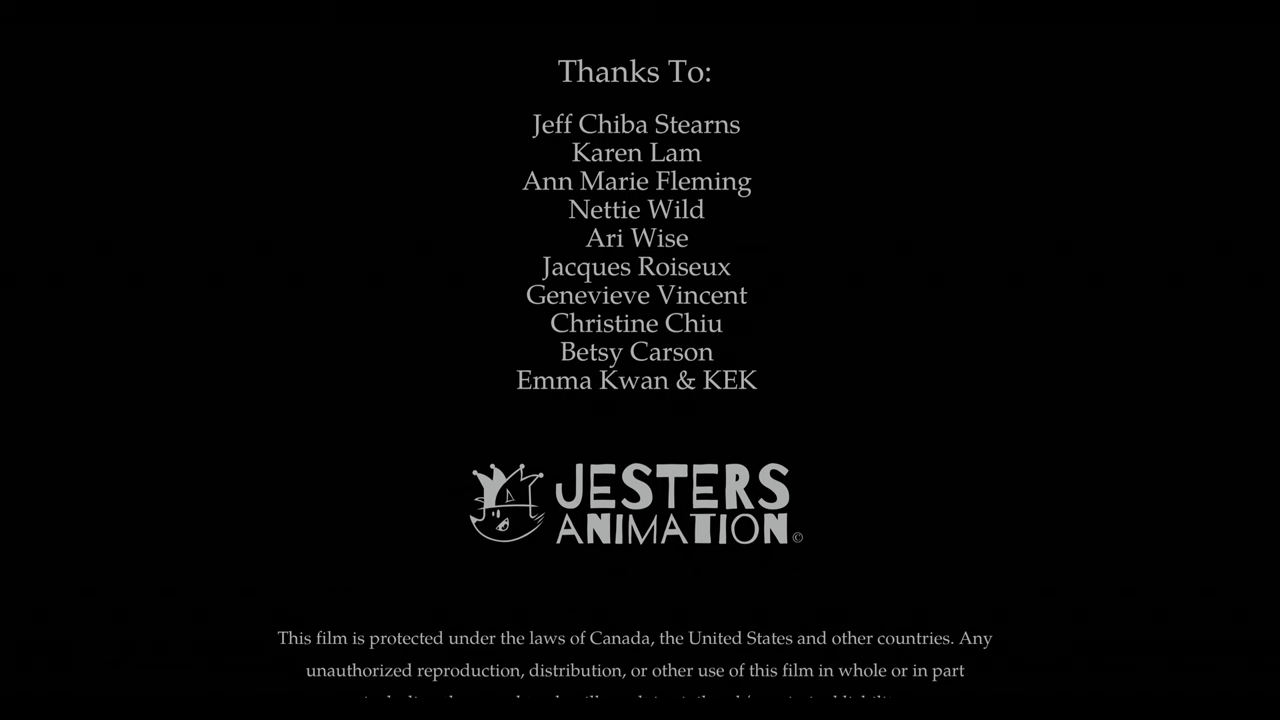 Thanks To:
Jeff Chiba Stearns
Karen Lam
Ann Marie Fleming
Nettie Wild
Ari Wise
Jacques Roiseux
Genevieve Vincent
Christine Chiu
Betsy Carson
Emma Kwan & KEK
JESTERS
ANIMATION©
This film is protected under the laws of Canada, the United States and other countries. Any
unauthorized reproduction, distribution, or other use of this film in whole or in part